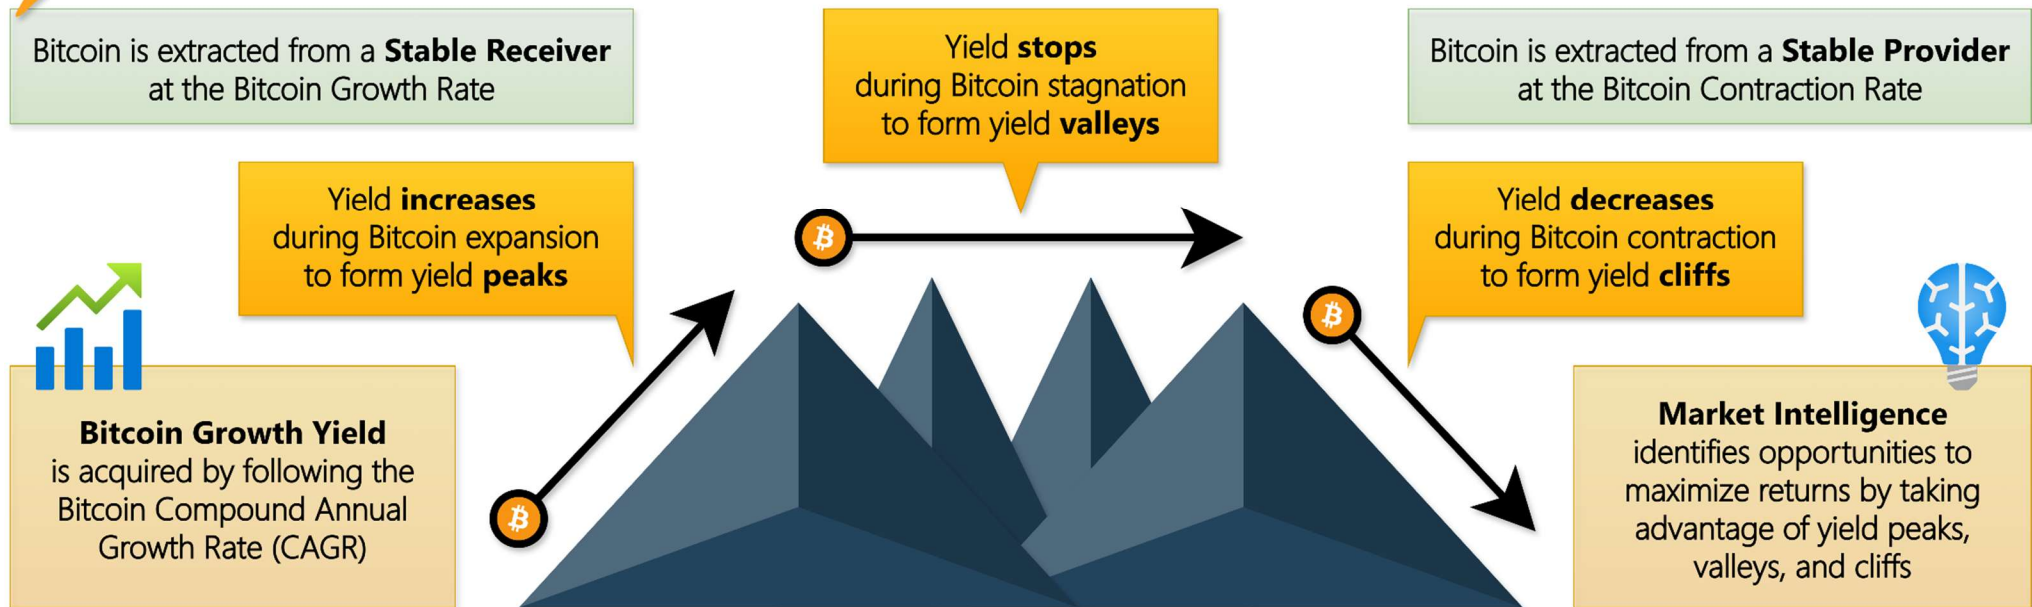 Bitcoin is extracted from a Stable Receiver
at the Bitcoin Growth Rate
Yield stops
during Bitcoin stagnation
to form yield valleys
Bitcoin is extracted from a Stable Provider
at the Bitcoin Contraction Rate
Yield increases
during Bitcoin expansion
to form yield peaks
Yield decreases
during Bitcoin contraction
to form yield cliffs
Bitcoin Growth Yield
is acquired by following the
Bitcoin Compound Annual
Growth Rate (CAGR)
Market Intelligence
identifies opportunities to
maximize returns by taking
advantage of yield peaks,
valleys, and cliffs